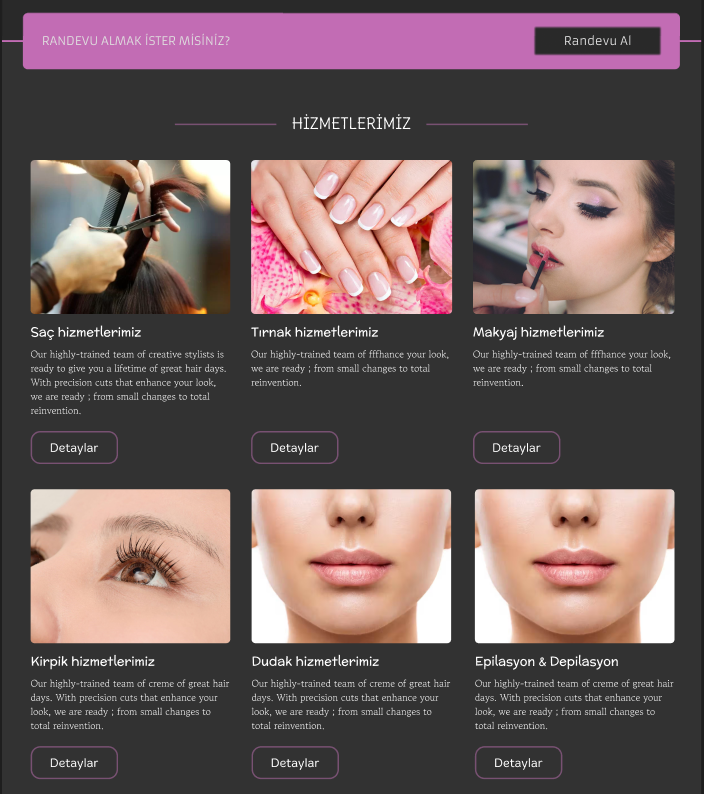 RANDEVU ALMAK İSTER MİSİNİZ?
Randevu Al
HİZMETLERİMİZ
Saç hizmetlerimiz
Our highly-trained team of creative stylists is
ready to give you a lifetime of great hair days.
With precision cuts that enhance your look,
we are ready ; from small changes to total
reinvention.
Detaylar
Tırnak hizmetlerimiz
Our highly-trained team of fffhance your look,
we are ready ; from small changes to total
reinvention.
Detaylar
Makyaj hizmetlerimiz
Our highly-trained team of fffhance your look,
we are ready ; from small changes to total
reinvention.
Detaylar
Kirpik hizmetlerimiz
Our highly-trained team of creme of great hair
days. With precision cuts that enhance your
look, we are ready ; from small changes to
total reinvention.
Detaylar
Dudak hizmetlerimiz
Our highly-trained team of creme of great hair
days. With precision cuts that enhance your
look, we are ready ; from small changes to
total reinvention.
Detaylar
Epilasyon & Depilasyon
Our highly-trained team of creme of great hair
days. With precision cuts that enhance your
look, we are ready ; from small changes to
total reinvention.
Detaylar